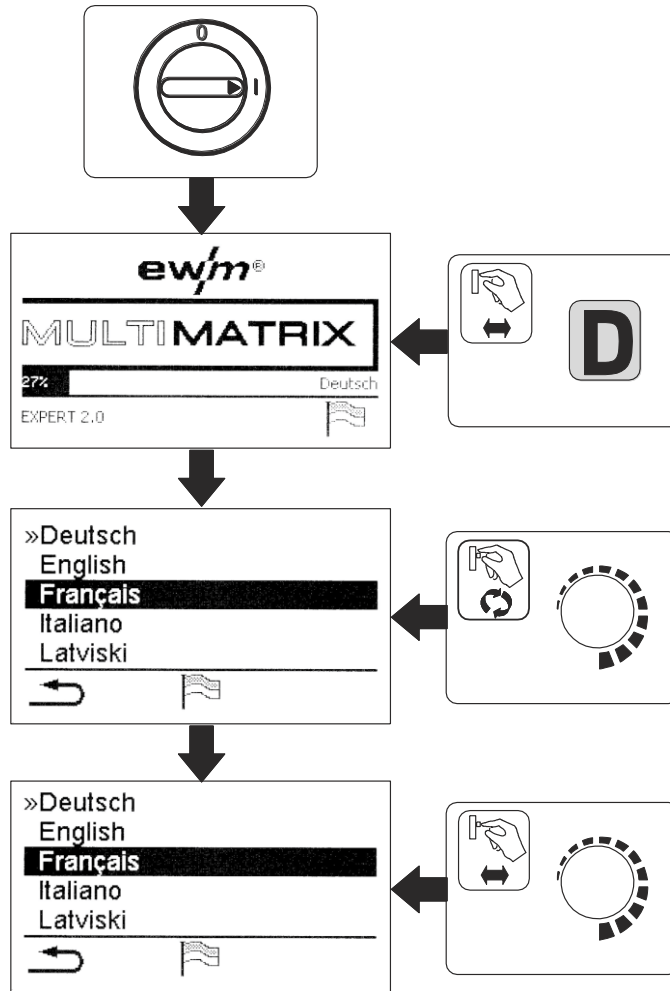 0
I
ewm®
MULTIMATRIX
27%
Deutsch
EXPERT 2.0
D
»Deutsch
English
Français
Italiano
Latviski
»Deutsch
English
Français
Italiano
Latviski